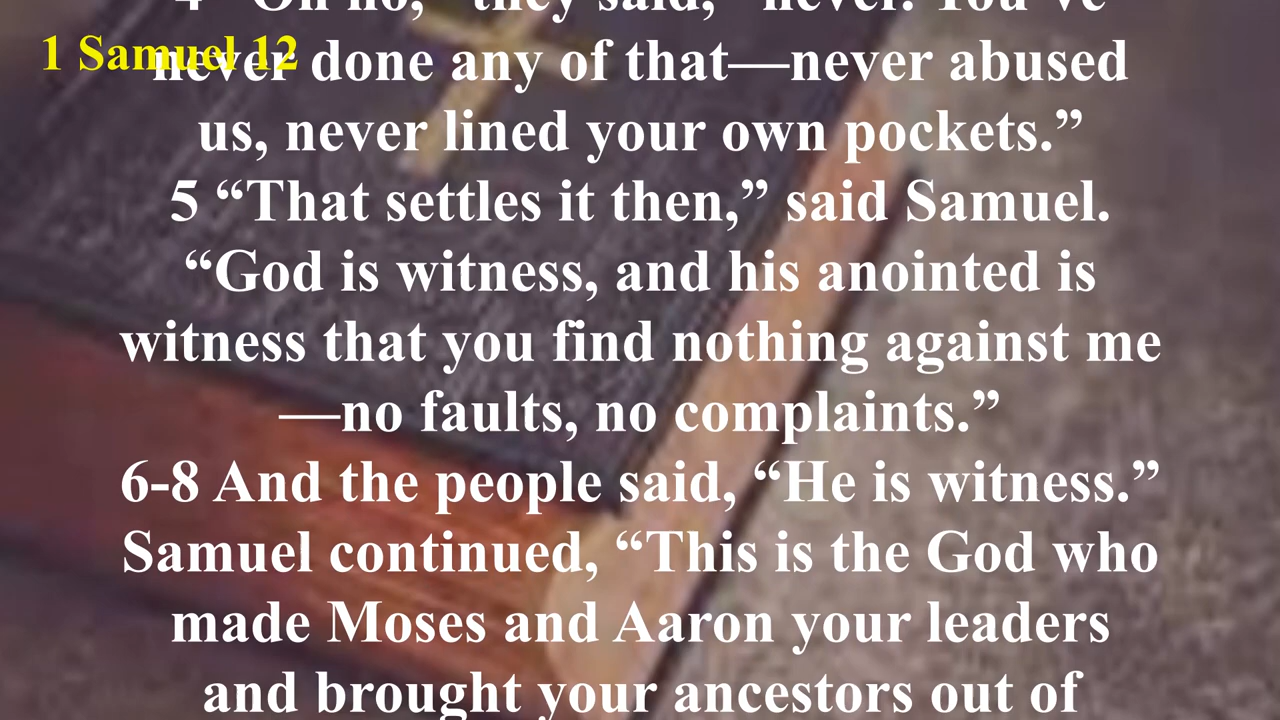 4 “Oh no,” they said, “never. You’ve
1 Samuel 12
never done any of that—never abused
us, never lined your own pockets.”
5 “That settles it then,” said Samuel.
“God is witness, and his anointed is
witness that you find nothing against me
—no faults, no complaints.”
6-8 And the people said, “He is witness.”
Samuel continued, “This is the God who
made Moses and Aaron your leaders
and brought your ancestors out of